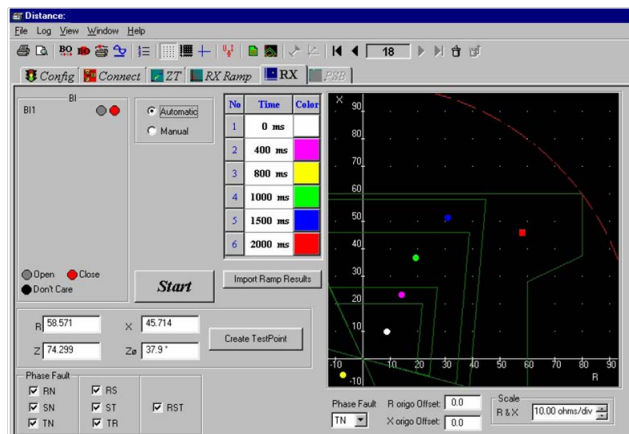 Distance:
File Log View Window Help
BO
18
Config Connect ZT RX Ramp RX PSB
BI
BI1
Automatic
Manual
No Time Color
1 0 ms
2 400 ms
3 800 ms
4 1000 ms
5 1500 ms
6 2000 ms
Open Close
Don't Care
Start
Import Ramp Results
X
90
80
70
60
50
40
30
20
10
-10 10 20 30 40 50 60 70 80 90
-10
R
R 58.571 X 45.714
Z 74.299 Zø 37.9 °
Create TestPoint
Phase Fault
RN RS
SN ST RST
TN TR
Phase Fault R origo Offset: 0.0
TN X origo Offset: 0.0
Scale
R & X 10.00 ohms/div